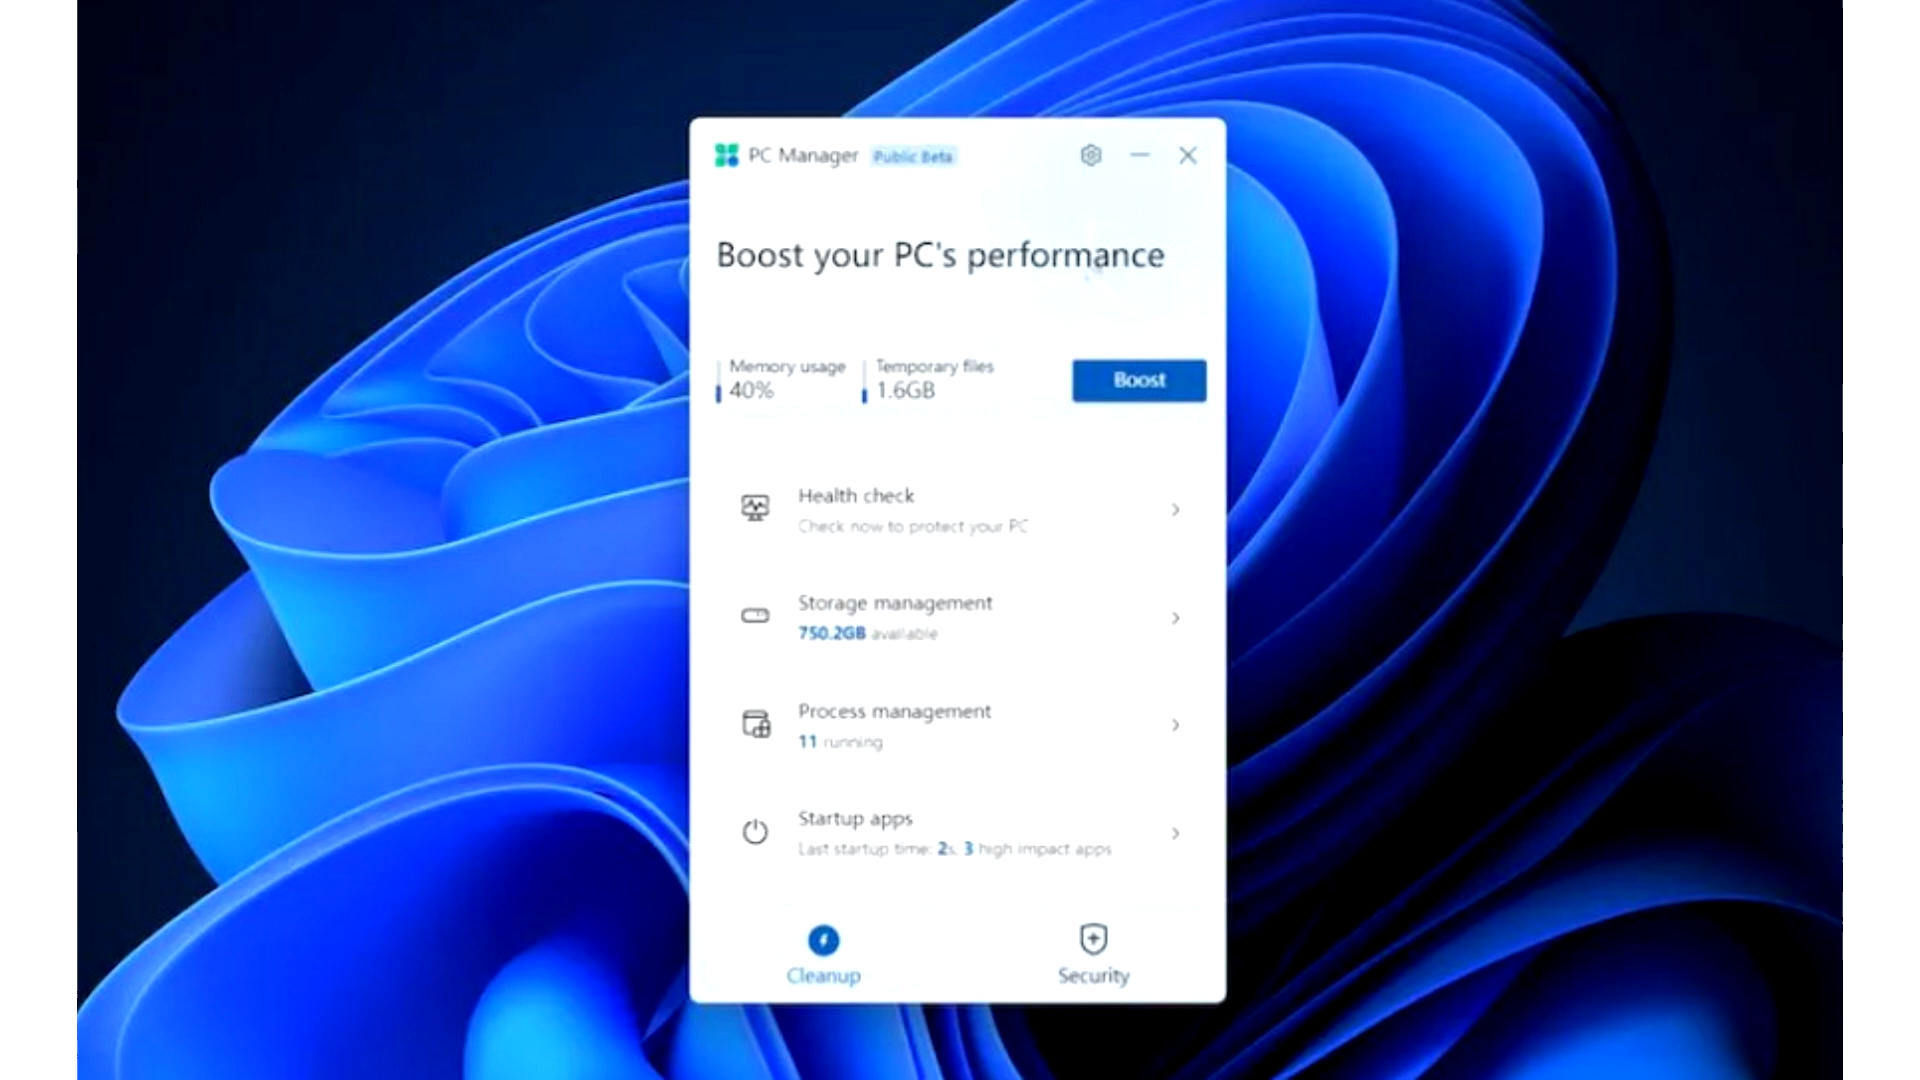 PC Manager Public Beta
Boost your PC's performance
Memory usage Temporary files
40% 1.6GB
Boost
Health check
Check now to protect your PC
Storage management
750.2GB available
Process management
11 running
Startup apps
Last startup time: 2s, 3 high impact apps
Cleanup Security